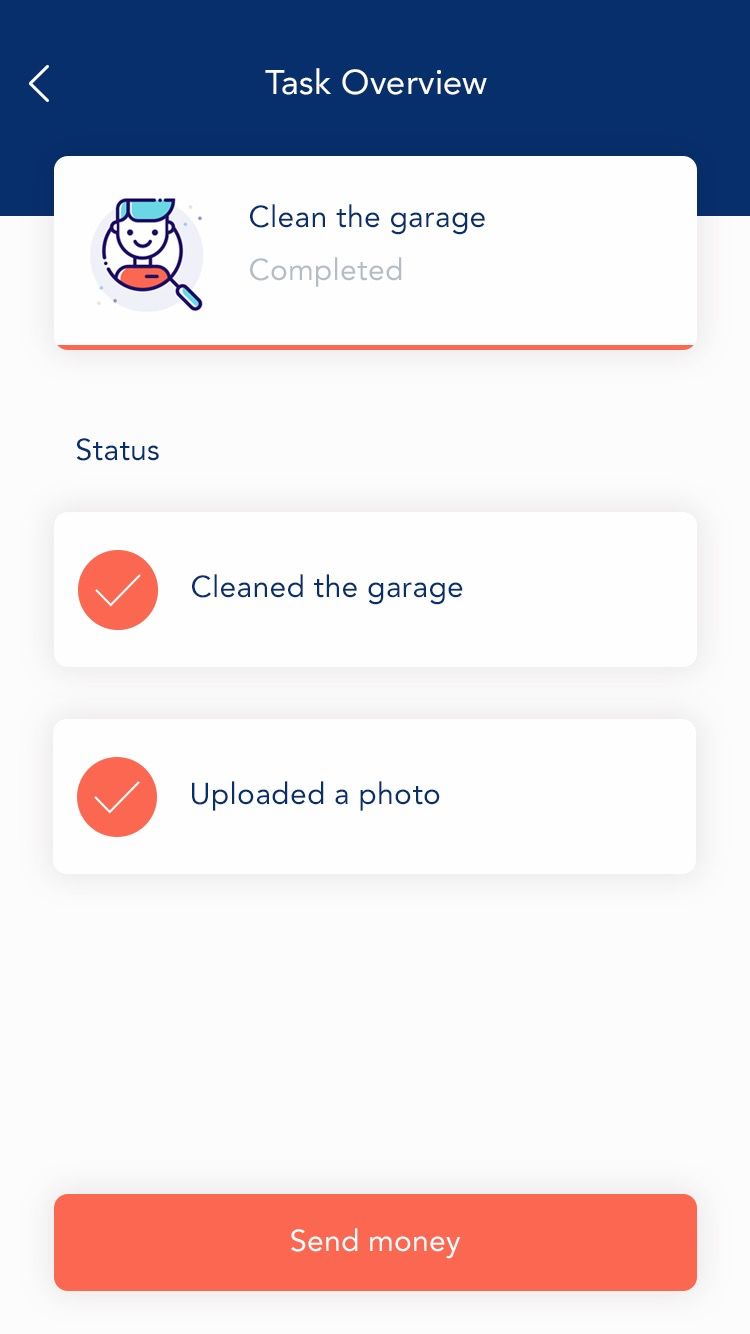 Task Overview
Clean the garage
Completed
Status
Cleaned the garage
Uploaded a photo
Send money